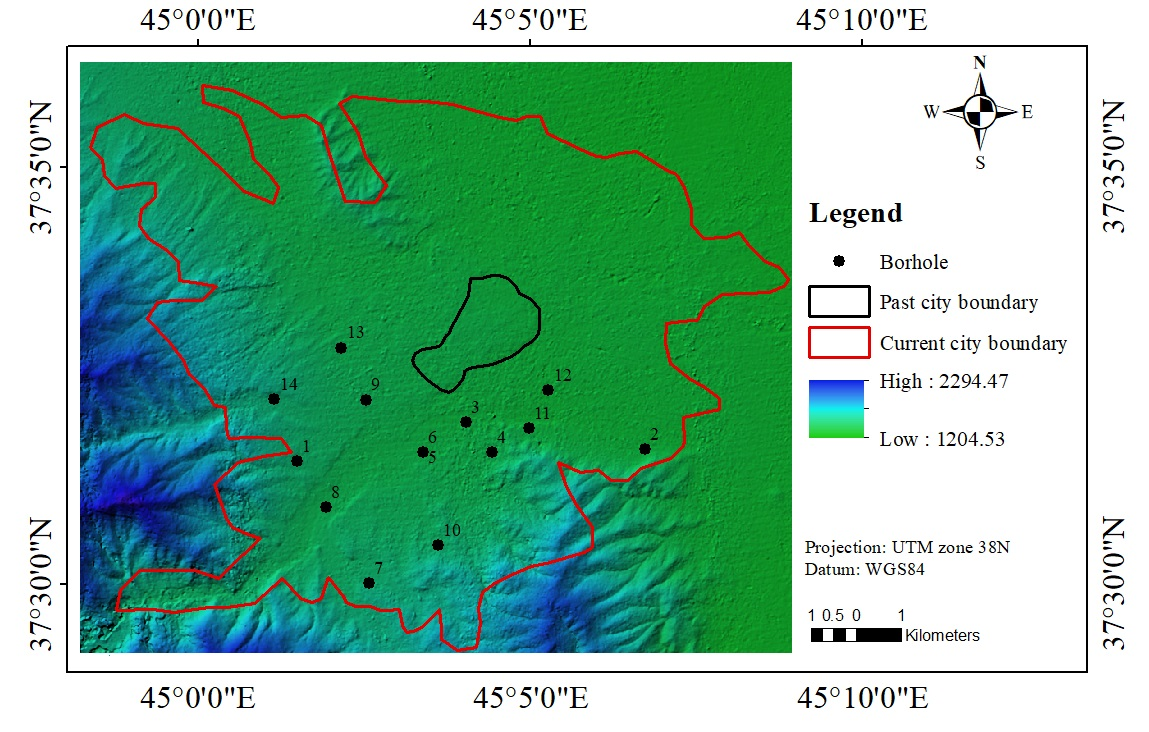 45°0'0"E 45°5'0"E 45°10'0"E
37°35'0"N
37°35'0"N
N
W E
S
Legend
Borehole
Past city boundary
Current city boundary
High : 2294.47
Low : 1204.53
13
14
9
12
3
11
6
5
4
2
1
8
10
7
Projection: UTM zone 38N
Datum: WGS84
1 0.5 0 1
Kilometers
37°30'0"N
37°30'0"N
45°0'0"E 45°5'0"E 45°10'0"E